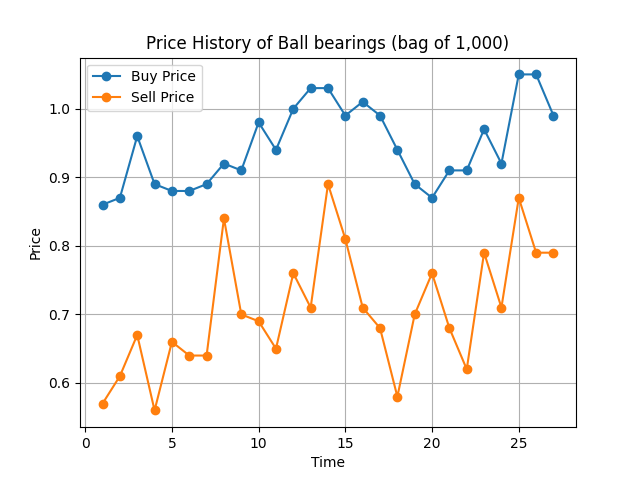 Price History of Ball bearings (bag of 1,000)
Buy Price
Sell Price
1.0
0.9
0.8
0.7
0.6
Price
0 5 10 15 20 25
Time